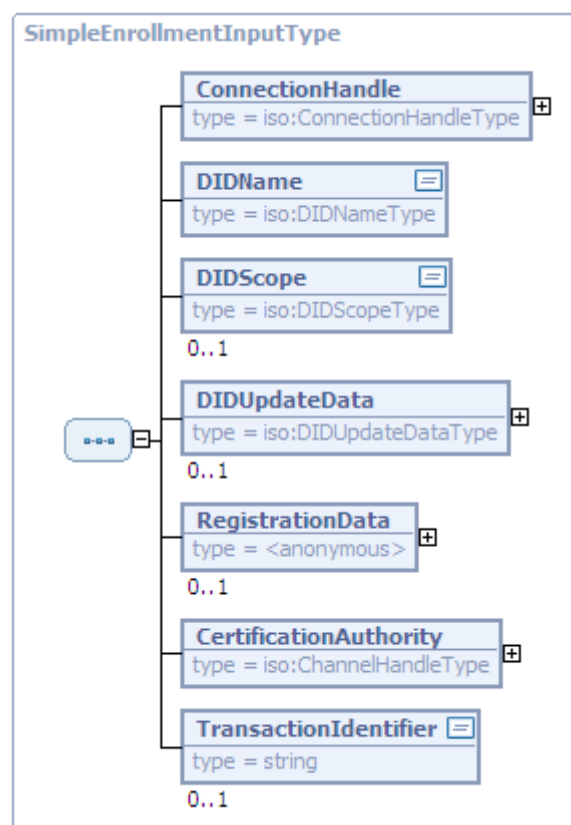 SimpleEnrollmentInputType
ConnectionHandle
type = iso:ConnectionHandleType
DIDName
type = iso:DIDNameType
DIDScope
type = iso:DIDScopeType
0..1
DIDUpdateData
type = iso:DIDUpdateDataType
0..1
RegistrationData
type = <anonymous>
0..1
CertificationAuthority
type = iso:ChannelHandleType
TransactionIdentifier
type = string
0..1